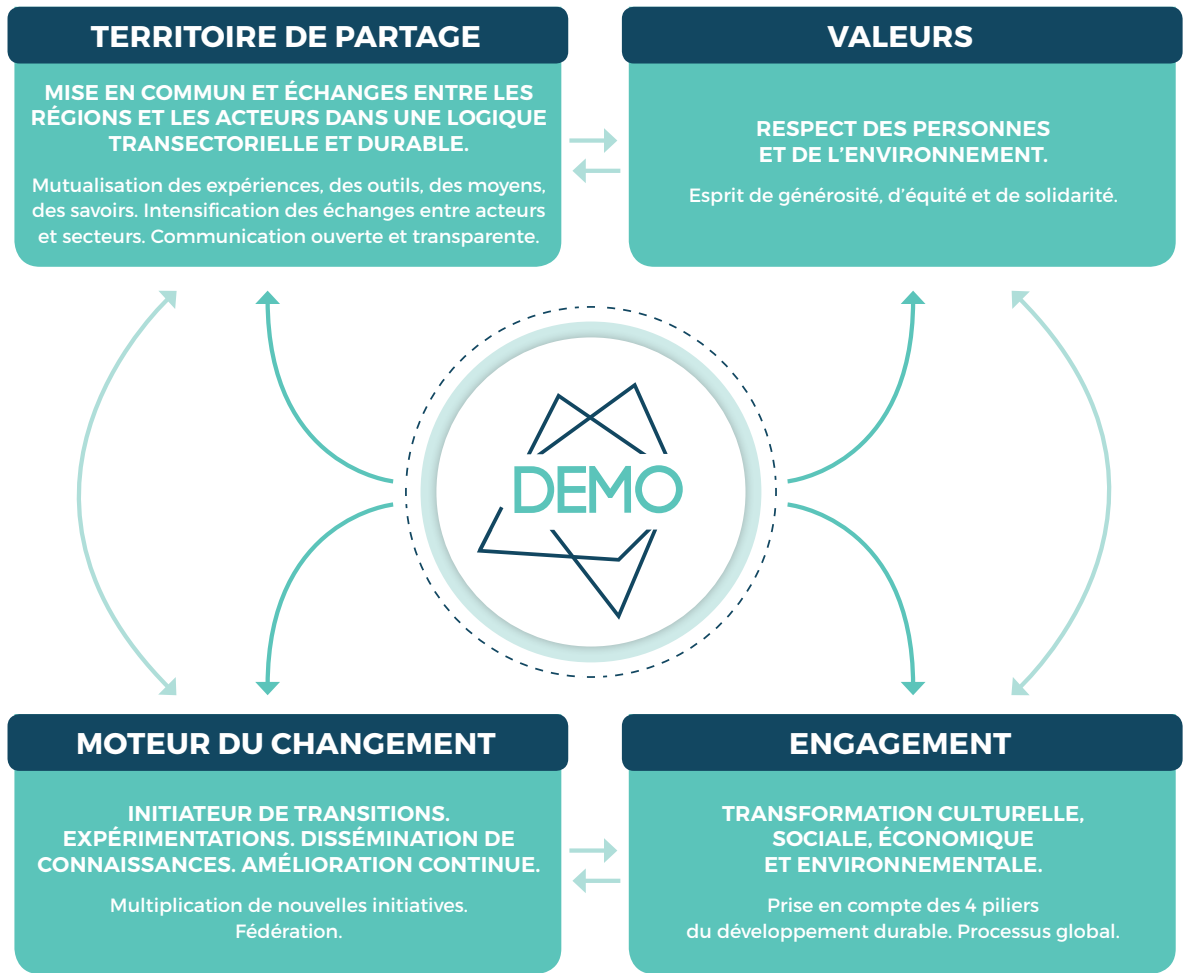 TERRITOIRE DE PARTAGE
MISE EN COMMUN ET ÉCHANGES ENTRE LES
RÉGIONS ET LES ACTEURS DANS UNE LOGIQUE
TRANSECTORIELLE ET DURABLE.
Mutualisation des expériences, des outils, des moyens,
des savoirs. Intensification des échanges entre acteurs
et secteurs. Communication ouverte et transparente.
VALEURS
RESPECT DES PERSONNES
ET DE L'ENVIRONNEMENT.
Esprit de générosité, d'équité et de solidarité.
DEMO
MOTEUR DU CHANGEMENT
INITIATEUR DE TRANSITIONS.
EXPÉRIMENTATIONS. DISSÉMINATION DE
CONNAISSANCES. AMÉLIORATION CONTINUE.
Multiplication de nouvelles initiatives.
Fédération.
ENGAGEMENT
TRANSFORMATION CULTURELLE,
SOCIALE, ÉCONOMIQUE
ET ENVIRONNEMENTALE.
Prise en compte des 4 piliers
du développement durable. Processus global.